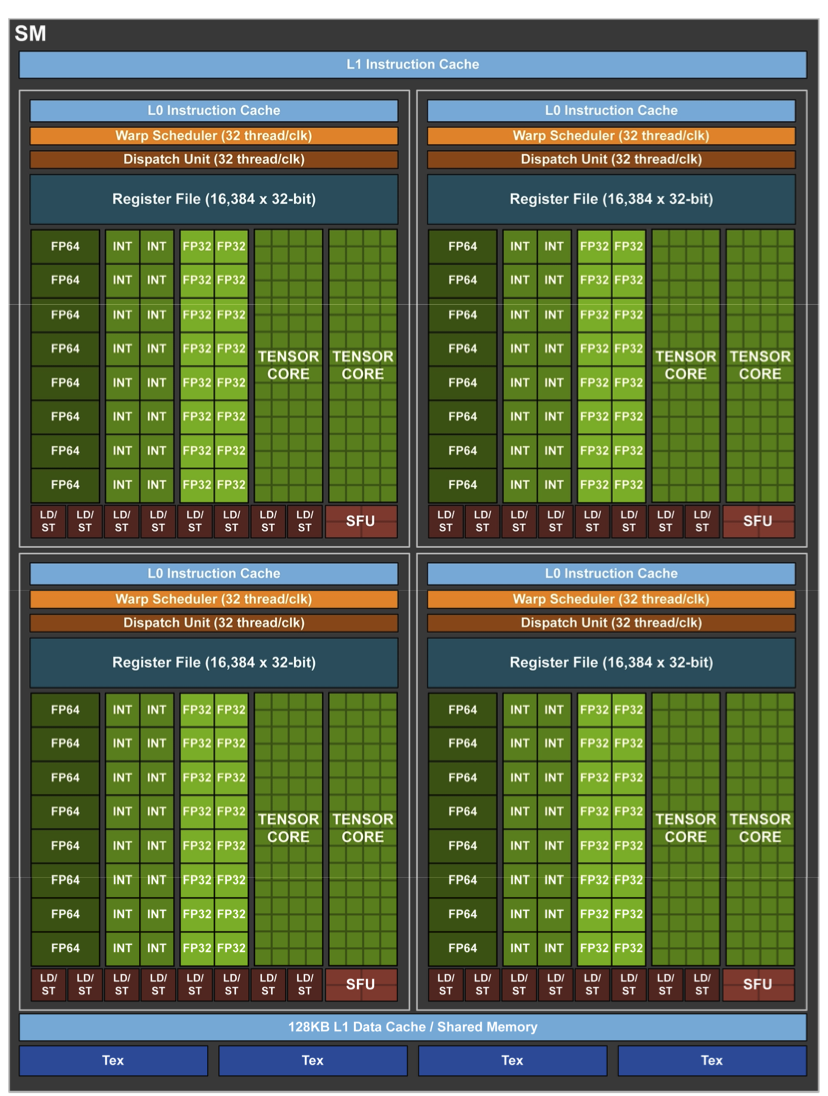 SM
L1 Instruction Cache
L0 Instruction Cache
Warp Scheduler (32 thread/clk)
Dispatch Unit (32 thread/clk)
Register File (16,384 x 32-bit)
FP64 INT INT FP32 FP32
FP64 INT INT FP32 FP32
FP64 INT INT FP32 FP32
FP64 INT INT FP32 FP32
FP64 INT INT FP32 FP32
FP64 INT INT FP32 FP32
FP64 INT INT FP32 FP32
FP64 INT INT FP32 FP32
TENSOR CORE TENSOR CORE
LD/ST LD/ST LD/ST LD/ST LD/ST LD/ST LD/ST LD/ST SFU
L0 Instruction Cache
Warp Scheduler (32 thread/clk)
Dispatch Unit (32 thread/clk)
Register File (16,384 x 32-bit)
FP64 INT INT FP32 FP32
FP64 INT INT FP32 FP32
FP64 INT INT FP32 FP32
FP64 INT INT FP32 FP32
FP64 INT INT FP32 FP32
FP64 INT INT FP32 FP32
FP64 INT INT FP32 FP32
FP64 INT INT FP32 FP32
TENSOR CORE TENSOR CORE
LD/ST LD/ST LD/ST LD/ST LD/ST LD/ST LD/ST LD/ST SFU
L0 Instruction Cache
Warp Scheduler (32 thread/clk)
Dispatch Unit (32 thread/clk)
Register File (16,384 x 32-bit)
FP64 INT INT FP32 FP32
FP64 INT INT FP32 FP32
FP64 INT INT FP32 FP32
FP64 INT INT FP32 FP32
FP64 INT INT FP32 FP32
FP64 INT INT FP32 FP32
FP64 INT INT FP32 FP32
FP64 INT INT FP32 FP32
TENSOR CORE TENSOR CORE
LD/ST LD/ST LD/ST LD/ST LD/ST LD/ST LD/ST LD/ST SFU
L0 Instruction Cache
Warp Scheduler (32 thread/clk)
Dispatch Unit (32 thread/clk)
Register File (16,384 x 32-bit)
FP64 INT INT FP32 FP32
FP64 INT INT FP32 FP32
FP64 INT INT FP32 FP32
FP64 INT INT FP32 FP32
FP64 INT INT FP32 FP32
FP64 INT INT FP32 FP32
FP64 INT INT FP32 FP32
FP64 INT INT FP32 FP32
TENSOR CORE TENSOR CORE
LD/ST LD/ST LD/ST LD/ST LD/ST LD/ST LD/ST LD/ST SFU
128KB L1 Data Cache / Shared Memory
Tex Tex Tex Tex